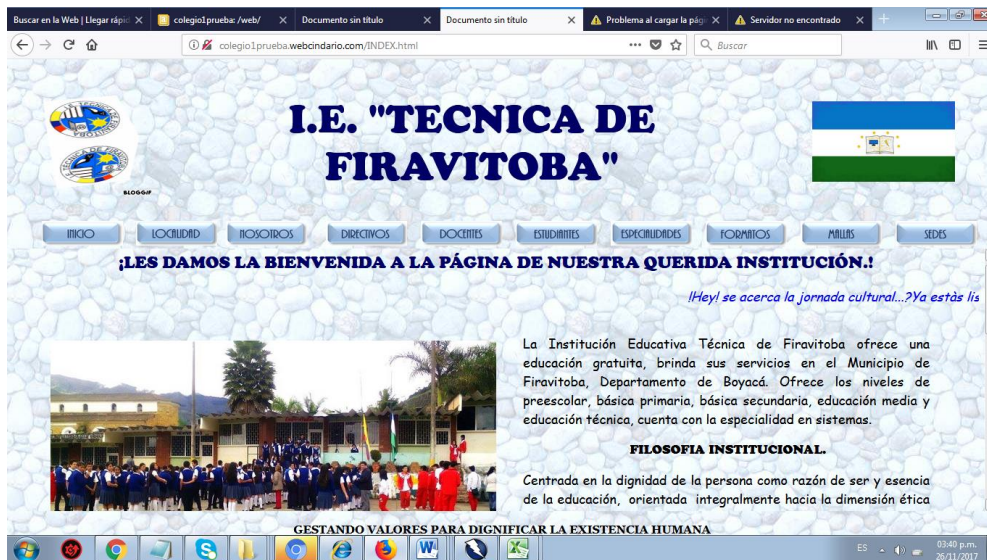 Buscar en la Web | Llegar rápid
colegio1prueba: /web/
Documento sin título
Documento sin título
Problema al cargar la pági
Servidor no encontrado
colegio1prueba.webcindario.com/INDEX.html
Buscar
I.E. "TECNICA DE
FIRAVITOBA"
BLOGGIF
INICIO
LOCALIDAD
NOSOTROS
DIRECTIVOS
DOCENTES
ESTUDIANTES
ESPECIALIDADES
FORMATOS
MALLAS
SEDES
¡LES DAMOS LA BIENVENIDA A LA PÁGINA DE NUESTRA QUERIDA INSTITUCIÓN.!
!Hey! se acerca la jornada cultural...?Ya estàs lis
La Institución Educativa Técnica de Firavitoba ofrece una
educación gratuita, brinda sus servicios en el Municipio de
Firavitoba, Departamento de Boyacá. Ofrece los niveles de
preescolar, básica primaria, básica secundaria, educación media y
educación técnica, cuenta con la especialidad en sistemas.
FILOSOFIA INSTITUCIONAL.
Centrada en la dignidad de la persona como razón de ser y esencia
de la educación, orientada integralmente hacia la dimensión ética
GESTANDO VALORES PARA DIGNIFICAR LA EXISTENCIA HUMANA
ES
03:40 p.m.
26/11/2017